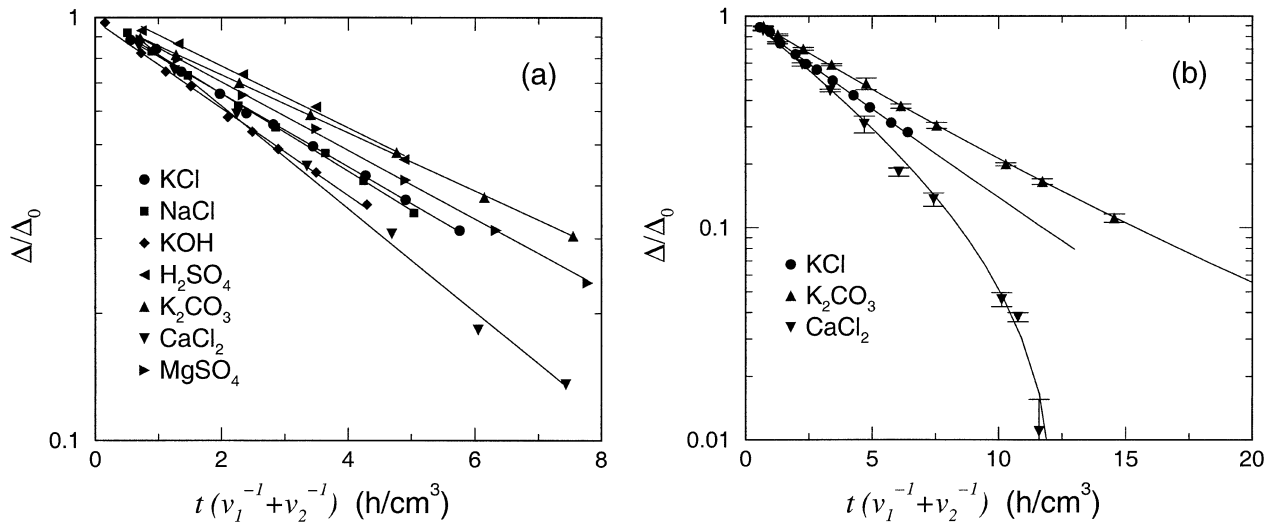 1
(a)
Δ/Δ₀
KCl
NaCl
KOH
H₂SO₄
K₂CO₃
CaCl₂
MgSO₄
0.1
0 2 4 6 8
t (v₁⁻¹+v₂⁻¹) (h/cm³)
1
(b)
Δ/Δ₀
0.1
KCl
K₂CO₃
CaCl₂
0.01
0 5 10 15 20
t (v₁⁻¹+v₂⁻¹) (h/cm³)